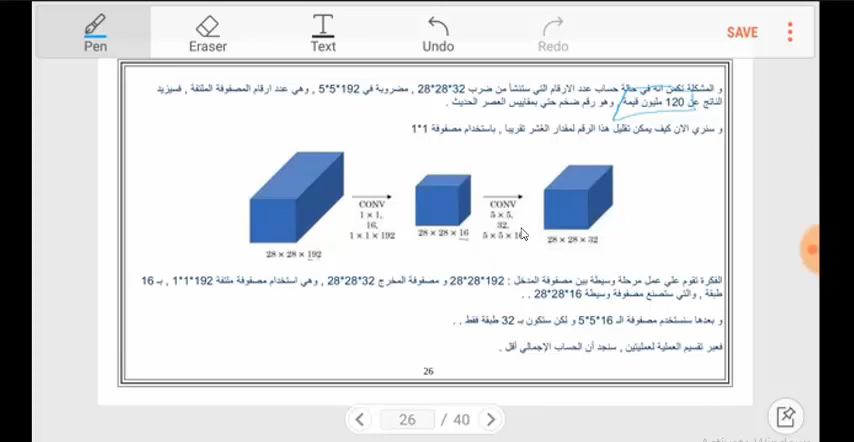 Pen
Eraser
Text
Undo
Redo
SAVE
و المشكلة تكمن انه في حالة حساب عدد الارقام التي ستنشأ من ضرب 32*28*28 , مضروبة في 192*5*5 , وهي عدد ارقام المصفوفة الملتفة , فسيزيد
الناتج عن 120 مليون قيمة , وهو رقم ضخم حتي بمقاييس العصر الحديث .
و سنري الان كيف يمكن تقليل هذا الرقم لمقدار العُشر تقريبا , باستخدام مصفوفة 1*1
CONV
1 × 1,
16,
1 × 1 × 192
CONV
5 × 5,
32,
5 × 5 × 16
28 × 28 × 192
28 × 28 × 16
28 × 28 × 32
الفكرة تقوم علي عمل مرحلة وسيطة بين مصفوفة المدخل : 192*28*28 و مصفوفة المخرج 32*28*28 , وهي استخدام مصفوفة ملتفة 192*1*1 , بـ 16
طبقة , والتي ستصنع مصفوفة وسيطة 16*28*28 . .
و بعدها سنستخدم مصفوفة الـ 16*5*5 و لكن ستكون بـ 32 طبقة فقط . .
فعبر تقسيم العملية لعمليتين , سنجد أن الحساب الإجمالي أقل .
26
26 / 40